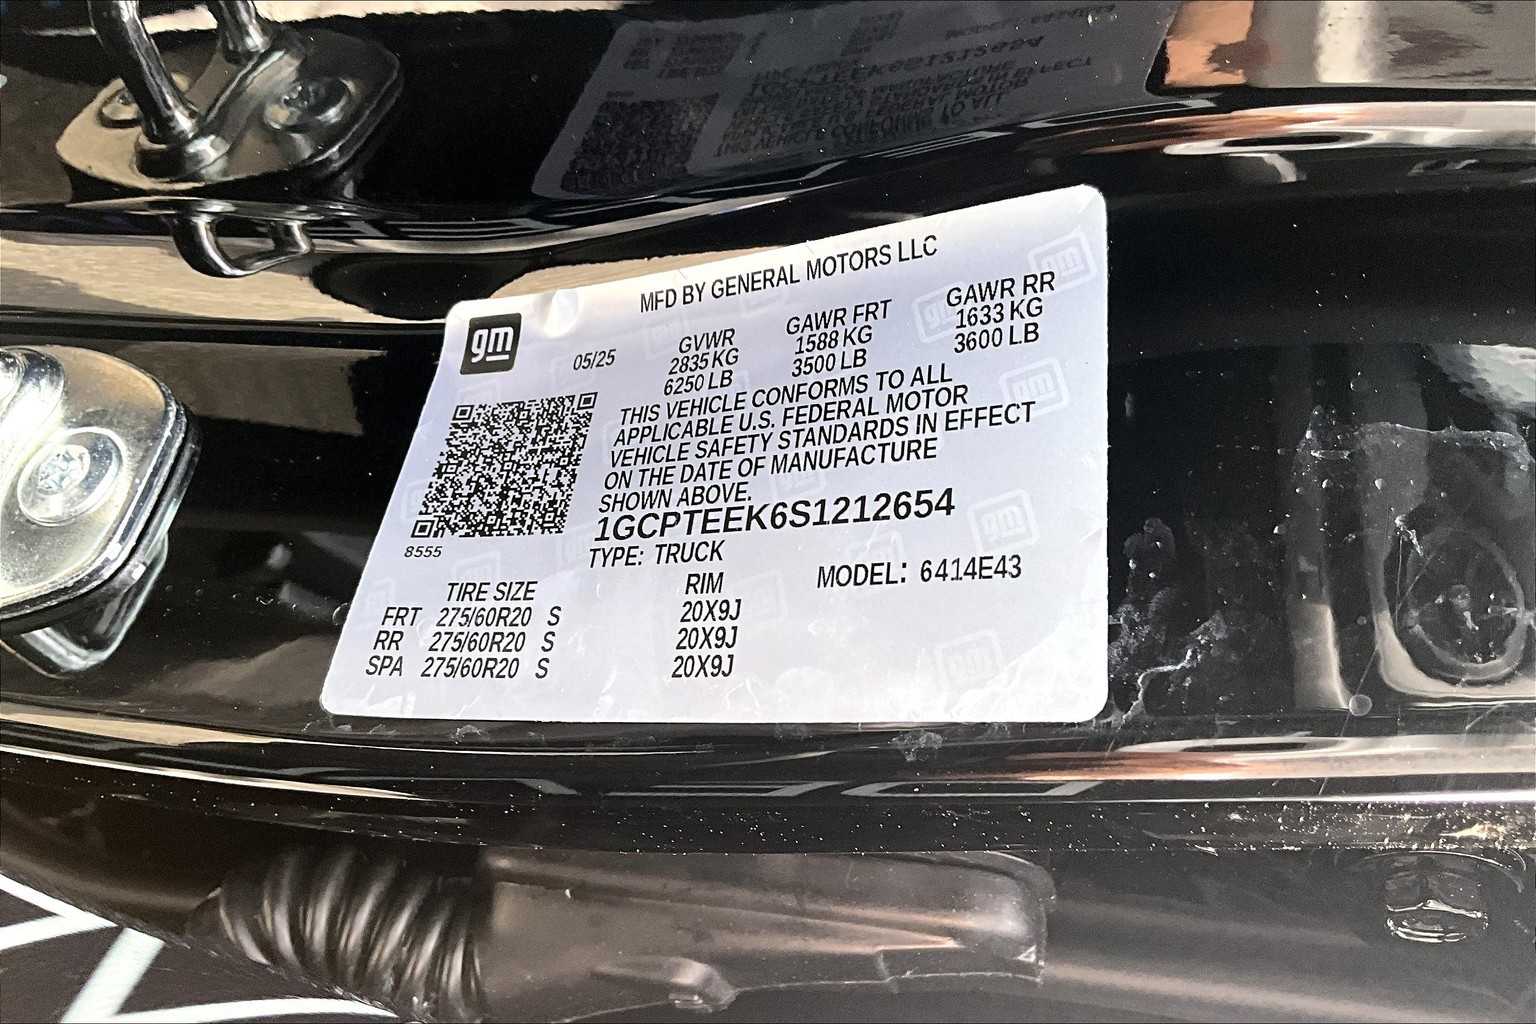 MFD BY GENERAL MOTORS LLC
gm
05/25
GVWR GAWR FRT GAWR RR
2835 KG 1588 KG 1633 KG
6250 LB 3500 LB 3600 LB
THIS VEHICLE CONFORMS TO ALL
APPLICABLE U.S. FEDERAL MOTOR
VEHICLE SAFETY STANDARDS IN EFFECT
ON THE DATE OF MANUFACTURE
SHOWN ABOVE.
1GCPTEEK6S1212654
8555
TYPE: TRUCK
MODEL: 6414E43
TIRE SIZE RIM
FRT 275/60R20 S 20X9J
RR 275/60R20 S 20X9J
SPA 275/60R20 S 20X9J